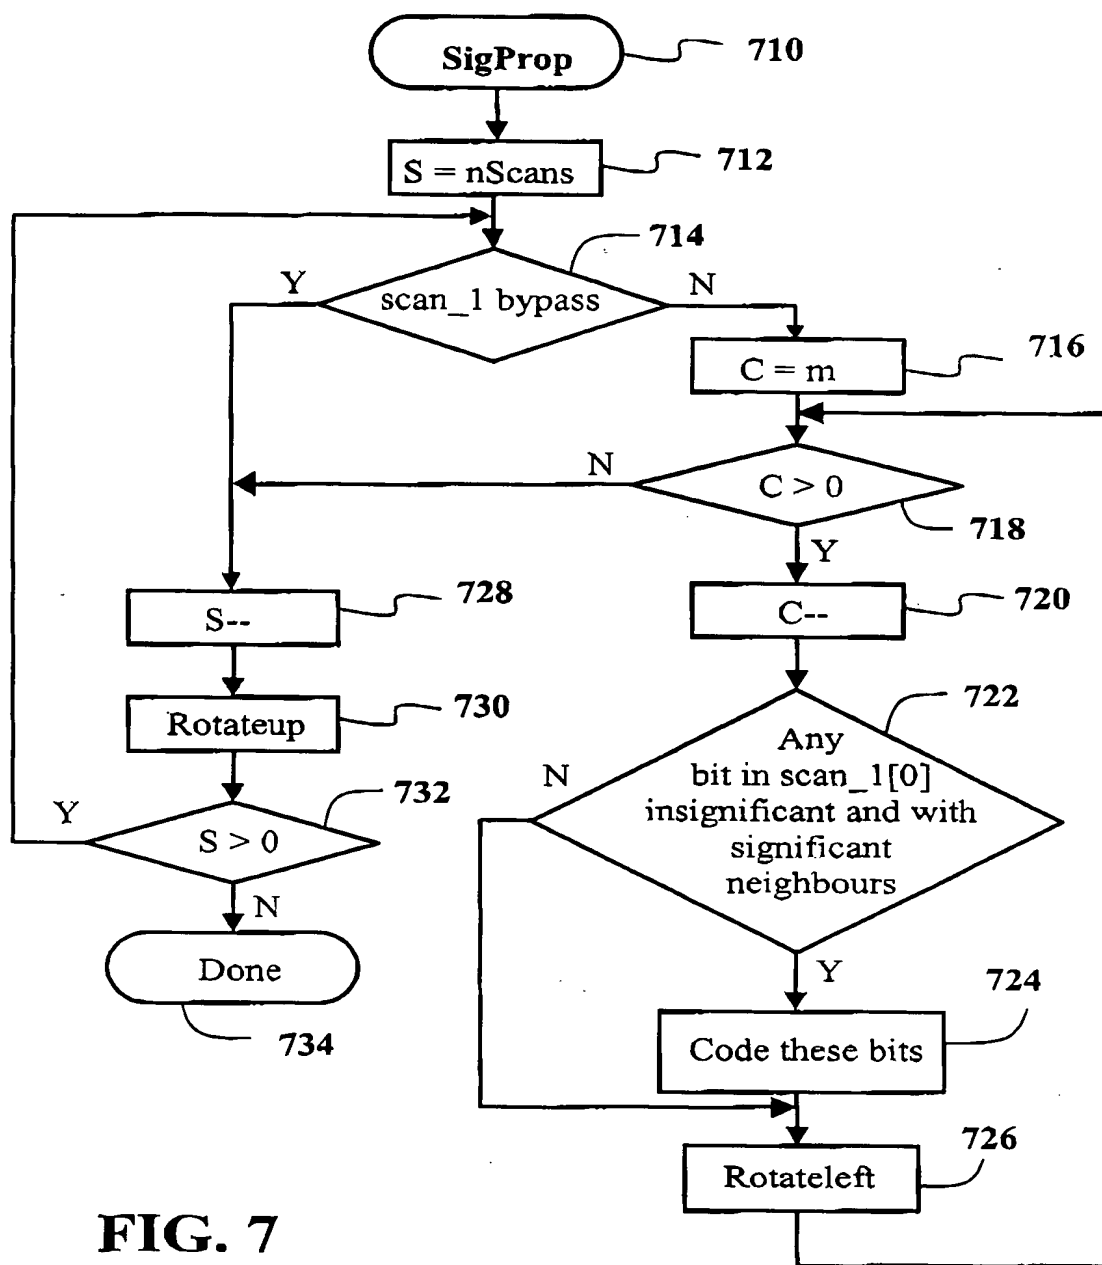 SigProp
710
S = nScans
712
714
Y
scan_1 bypass
N
C = m
716
N
C > 0
718
Y
S--
728
C--
720
Rotateup
730
722
Any
bit in scan_1[0]
insignificant and with
significant
neighbours
N
Y
S > 0
732
N
Done
734
Y
724
Code these bits
726
Rotateleft
FIG. 7